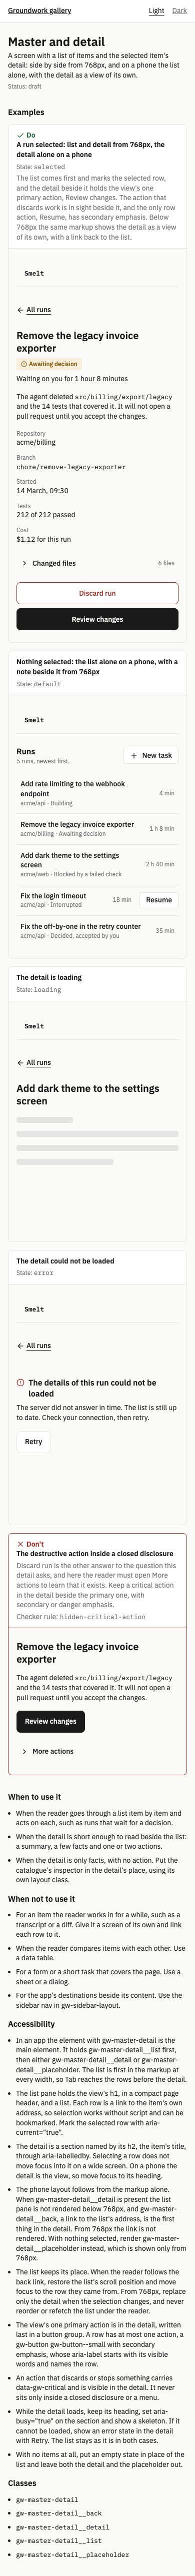 Groundwork gallery
Light Dark
Master and detail
A screen with a list of items and the selected item's
detail: side by side from 768px, and on a phone the list
alone, with the detail as a view of its own.
Status: draft
Examples
Do
A run selected: list and detail from 768px, the
detail alone on a phone
State: selected
The list comes first and marks the selected row,
and the detail beside it holds the view's one
primary action, Review changes. The action that
discards work is in sight beside it, and the only row
action, Resume, has secondary emphasis. Below
768px the same markup shows the detail as a view
of its own, with a link back to the list.
Smelt
All runs
Remove the legacy invoice
exporter
Awaiting decision
Waiting on you for 1 hour 8 minutes
The agent deleted src/billing/export/legacy
and the 14 tests that covered it. It will not open a
pull request until you accept the changes.
Repository
acme/billing
Branch
chore/remove-legacy-exporter
Started
14 March, 09:30
Tests
212 of 212 passed
Cost
$1.12 for this run
Changed files 6 files
Discard run
Review changes
Nothing selected: the list alone on a phone, with a
note beside it from 768px
State: default
Smelt
Runs
5 runs, newest first.
New task
Add rate limiting to the webhook
endpoint
acme/api · Building
4 min
Remove the legacy invoice exporter
acme/billing · Awaiting decision
1 h 8 min
Add dark theme to the settings
screen
acme/web · Blocked by a failed check
2 h 40 min
Fix the login timeout
acme/api · Interrupted
18 min
Resume
Fix the off-by-one in the retry counter
acme/api · Decided, accepted by you
35 min
The detail is loading
State: loading
Smelt
All runs
Add dark theme to the settings
screen
The detail could not be loaded
State: error
Smelt
All runs
The details of this run could not be
loaded
The server did not answer in time. The list is still up
to date. Check your connection, then retry.
Retry
Don't
The destructive action inside a closed disclosure
Discard run is the other answer to the question this
detail asks, and here the reader must open More
actions to learn that it exists. Keep a critical action
in the detail beside the primary one, with
secondary or danger emphasis.
Checker rule: hidden-critical-action
Remove the legacy invoice
exporter
The agent deleted src/billing/export/legacy
and the 14 tests that covered it. It will not open a
pull request until you accept the changes.
Review changes
More actions
When to use it
When the reader goes through a list item by item and
acts on each, such as runs that wait for a decision.
When the detail is short enough to read beside the list:
a summary, a few facts and one or two actions.
When the detail is only facts, with no action. Put the
catalogue's inspector in the detail's place, using its
own layout class.
When not to use it
For an item the reader works in for a while, such as a
transcript or a diff. Give it a screen of its own and link
each row to it.
When the reader compares items with each other. Use
a data table.
For a form or a short task that covers the page. Use a
sheet or a dialog.
For the app's destinations beside its content. Use the
sidebar nav in gw-sidebar-layout.
Accessibility
In an app the element with gw-master-detail is the
main element. It holds gw-master-detail__list first,
then either gw-master-detail__detail or gw-master-
detail__placeholder. The list is first in the markup at
every width, so Tab reaches the rows before the detail.
The list pane holds the view's h1, in a compact page
header, and a list. Each row is a link to the item's own
address, so selection works without script and can be
bookmarked. Mark the selected row with aria-
current="true".
The detail is a section named by its h2, the item's title,
through aria-labelledby. Selecting a row does not
move focus into it on a wide screen. On a phone the
detail is the view, so move focus to its heading.
The phone layout follows from the markup alone.
When gw-master-detail__detail is present the list
pane is not rendered below 768px, and gw-master-
detail__back, a link to the list's address, is the first
thing in the detail. From 768px the link is not
rendered. With nothing selected, render gw-master-
detail__placeholder instead, which is shown only from
768px.
The list keeps its place. When the reader follows the
back link, restore the list's scroll position and move
focus to the row they came from. From 768px, replace
only the detail when the selection changes, and never
reorder or refetch the list under the reader.
The view's one primary action is in the detail, written
last in a button group. A row has at most one action, a
gw-button gw-button--small with secondary
emphasis, whose aria-label starts with its visible
words and names the row.
An action that discards or stops something carries
data-gw-critical and is visible in the detail. It never
sits only inside a closed disclosure or a menu.
While the detail loads, keep its heading, set aria-
busy="true" on the section and show a skeleton. If it
cannot be loaded, show an error state in the detail
with Retry. The list stays as it is in both cases.
With no items at all, put an empty state in place of the
list and leave both the detail and the placeholder out.
Classes
gw-master-detail
gw-master-detail__back
gw-master-detail__detail
gw-master-detail__list
gw-master-detail__placeholder